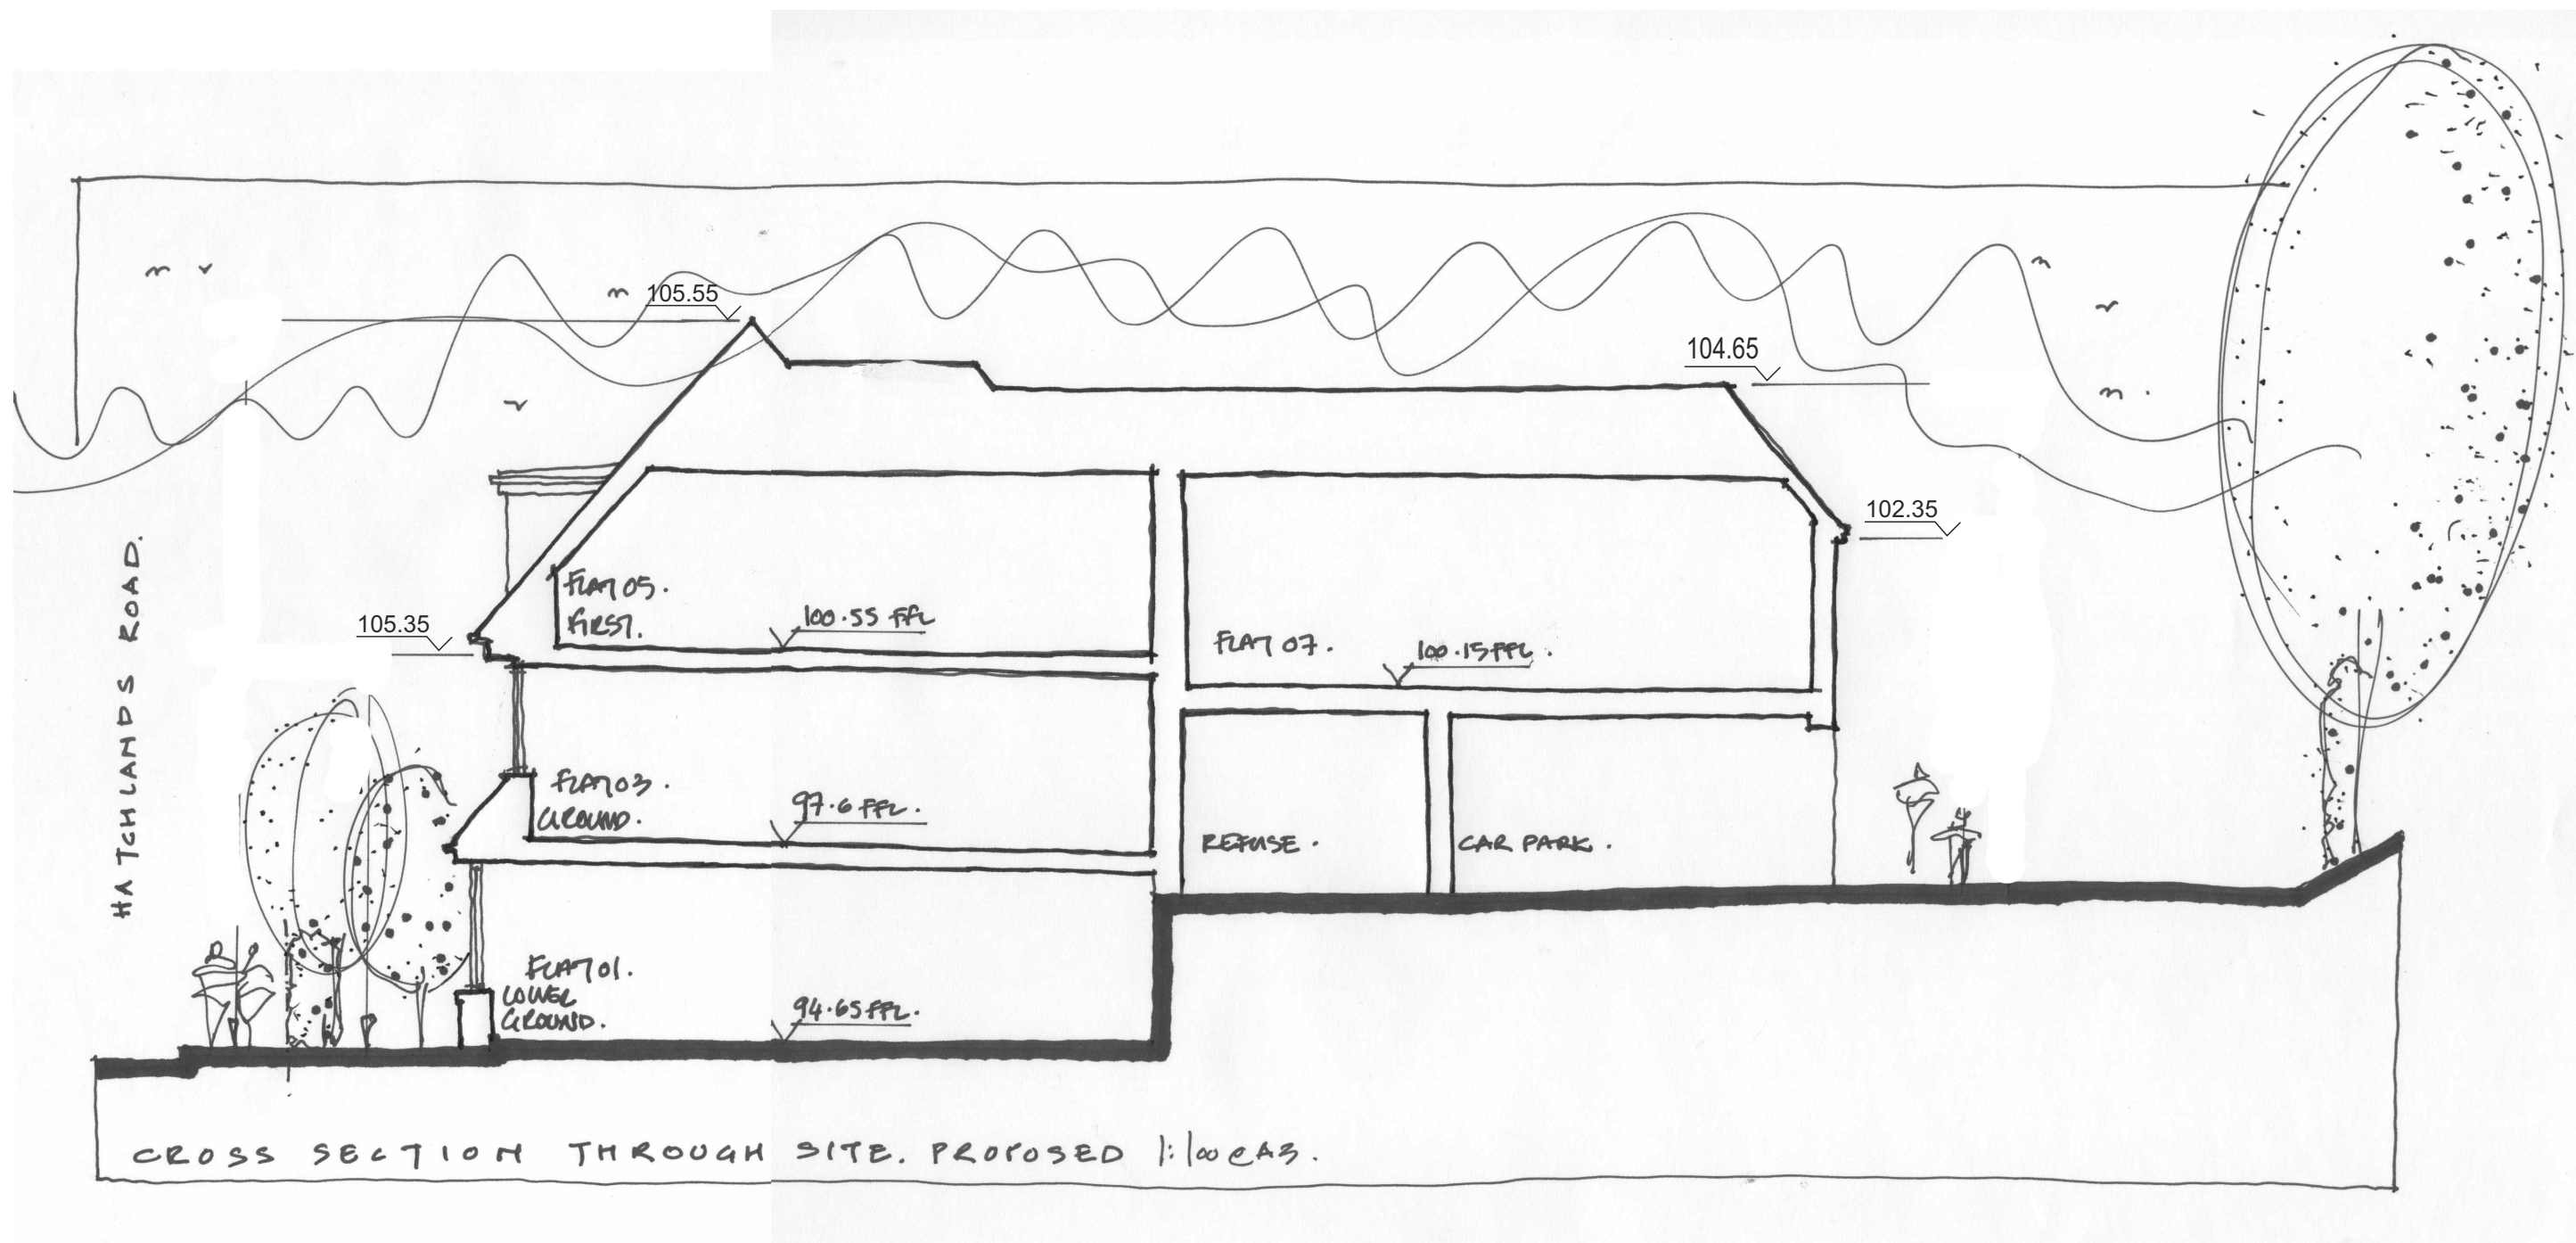 105.55
104.65
102.35
HATCHLANDS ROAD.
FLAT 05.
FIRST.
100.55 FFL
105.35
FLAT 07.
100.15 FFL.
FLAT 03.
GROUND.
97.6 FFL.
REFUSE.
CAR PARK.
FLAT 01.
LOWER
GROUND.
94.65 FFL.
CROSS SECTION THROUGH SITE. PROPOSED 1:100@A3.